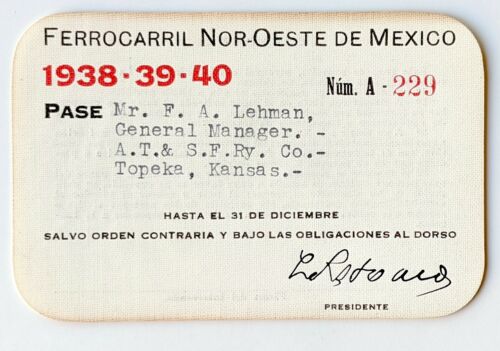 FERROCARRIL NOR-OESTE DE MEXICO
1938·39·40
Núm. A - 229
PASE Mr. F. A. Lehman,
General Manager. -
A.T.& S.F.Ry. Co.-
Topeka, Kansas.-
HASTA EL 31 DE DICIEMBRE
SALVO ORDEN CONTRARIA Y BAJO LAS OBLIGACIONES AL DORSO
PRESIDENTE